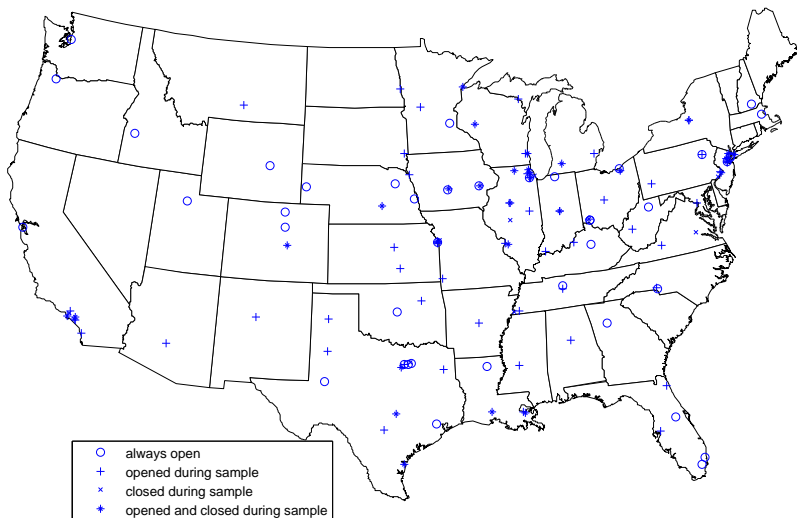 always open
opened during sample
closed during sample
opened and closed during sample